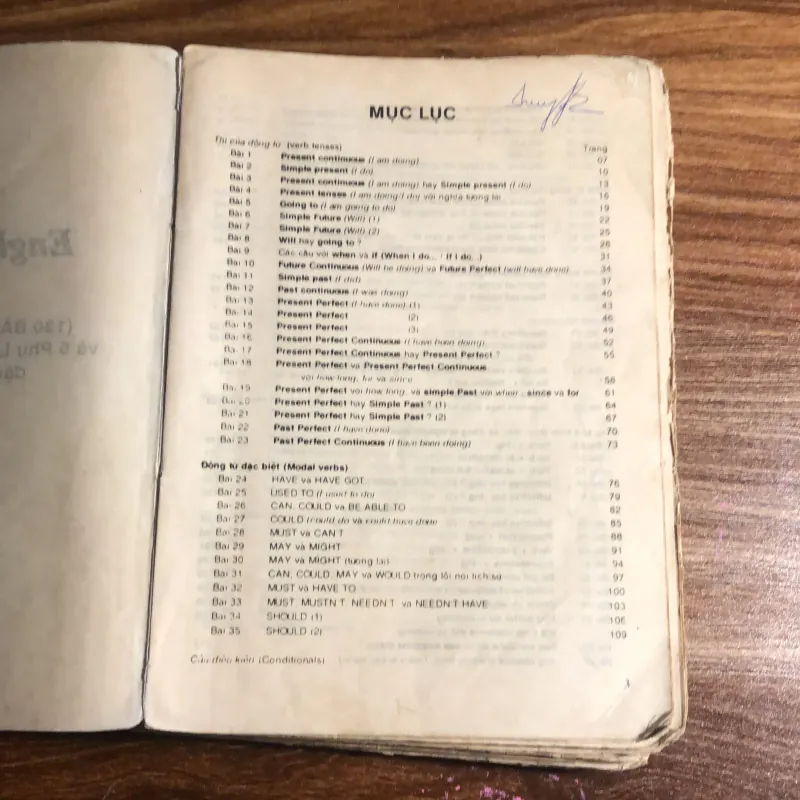 MỤC LỤC
Thì của động từ (verb tenses) Trang
Bài 1 Present continuous (I am doing) 07
Bài 2 Simple present (I do) 10
Bài 3 Present continuous (I am doing) hay Simple present (I do) 13
Bài 4 Present tenses (I am doing/I do) với nghĩa tương lai 16
Bài 5 Going to (I am going to do) 19
Bài 6 Simple Future (Will) (1) 22
Bài 7 Simple Future (Will) (2) 25
Bài 8 Will hay going to ? 28
Bài 9 Các câu với when và if (When I do... / If I do...) 31
Bài 10 Future Continuous (Will be doing) và Future Perfect (will have done) 34
Bài 11 Simple past (I did) 37
Bài 12 Past continuous (I was doing) 40
Bài 13 Present Perfect (I have done) (1) 43
Bài 14 Present Perfect (2) 46
Bài 15 Present Perfect (3) 49
Bài 16 Present Perfect Continuous (I have been doing) 52
Bài 17 Present Perfect Continuous hay Present Perfect ? 55
Bài 18 Present Perfect và Present Perfect Continuous
với how long, for và since 58
Bài 19 Present Perfect với how long, và simple Past với when ; since và for 61
Bài 20 Present Perfect hay Simple Past ? (1) 64
Bài 21 Present Perfect hay Simple Past ? (2) 67
Bài 22 Past Perfect (I have done) 70
Bài 23 Past Perfect Continuous (I have been doing) 73
Động từ đặc biệt (Modal verbs)
Bài 24 HAVE và HAVE GOT 76
Bài 25 USED TO (I used to do) 79
Bài 26 CAN, COULD và BE ABLE TO 82
Bài 27 COULD (could do và could have done 85
Bài 28 MUST và CAN'T 88
Bài 29 MAY và MIGHT 91
Bài 30 MAY và MIGHT (tương lai) 94
Bài 31 CAN, COULD, MAY và WOULD trong lối nói lịch sự 97
Bài 32 MUST và HAVE TO 100
Bài 33 MUST, MUSTN'T, NEEDN'T và NEEDN'T HAVE 103
Bài 34 SHOULD (1) 106
Bài 35 SHOULD (2) 109
Câu điều kiện (Conditionals)
3